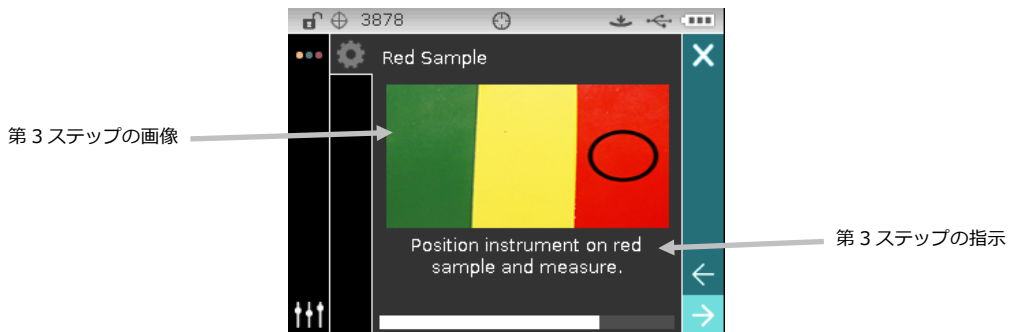 3878
Red Sample
第3ステップの画像
Position instrument on red
sample and measure.
第3ステップの指示